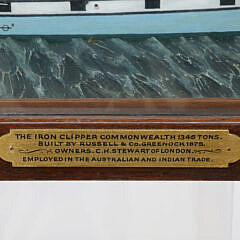 THE IRON CLIPPER COMMONWEALTH 1346 TONS.
BUILT BY RUSSELL & CO. GREENOCK. 1875.
OWNERS. C.H. STEWART OF LONDON.
EMPLOYED IN THE AUSTRALIAN AND INDIAN TRADE.